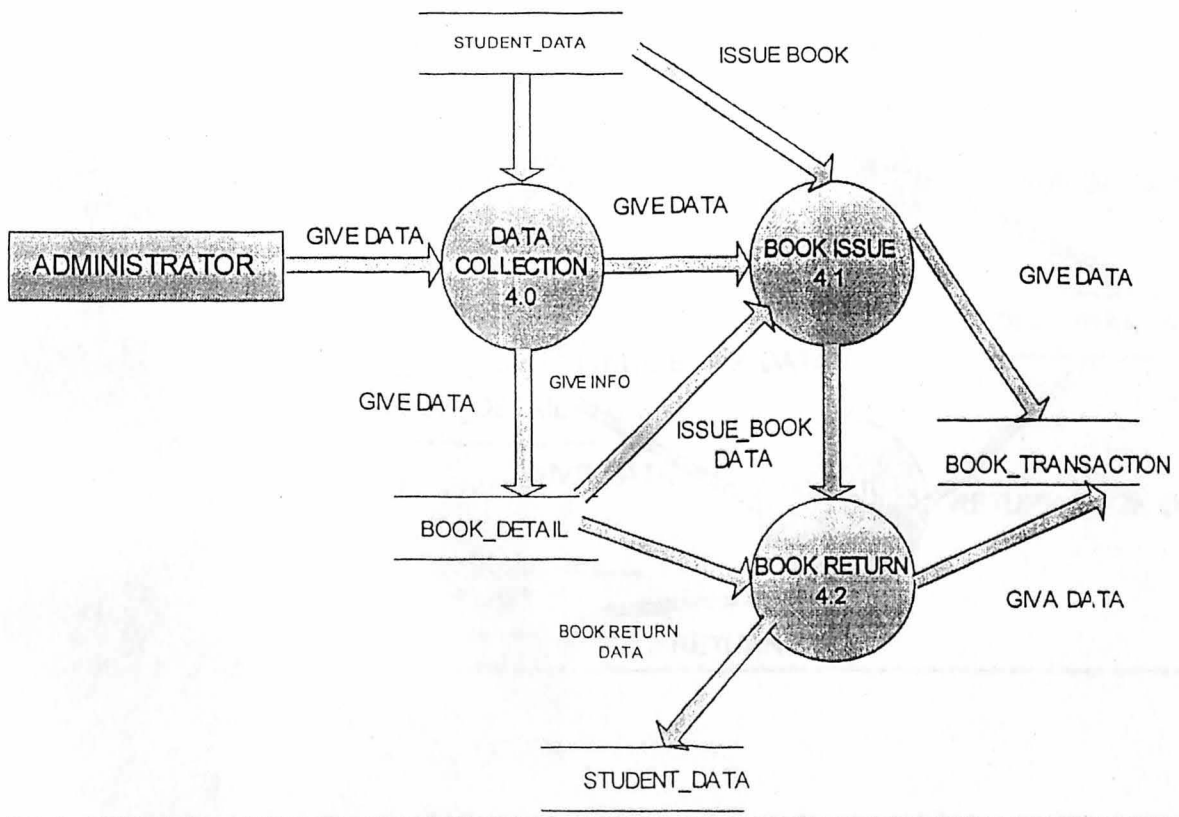 STUDENT_DATA
ISSUE BOOK
GIVE DATA
GIVE DATA
DATA
COLLECTION
4.0
BOOK ISSUE
4.1
ADMINISTRATOR
GIVE DATA
GIVE DATA
GIVE INFO
ISSUE_BOOK
DATA
BOOK_TRANSACTION
BOOK_DETAIL
BOOK RETURN
4.2
GIVA DATA
BOOK RETURN
DATA
STUDENT_DATA